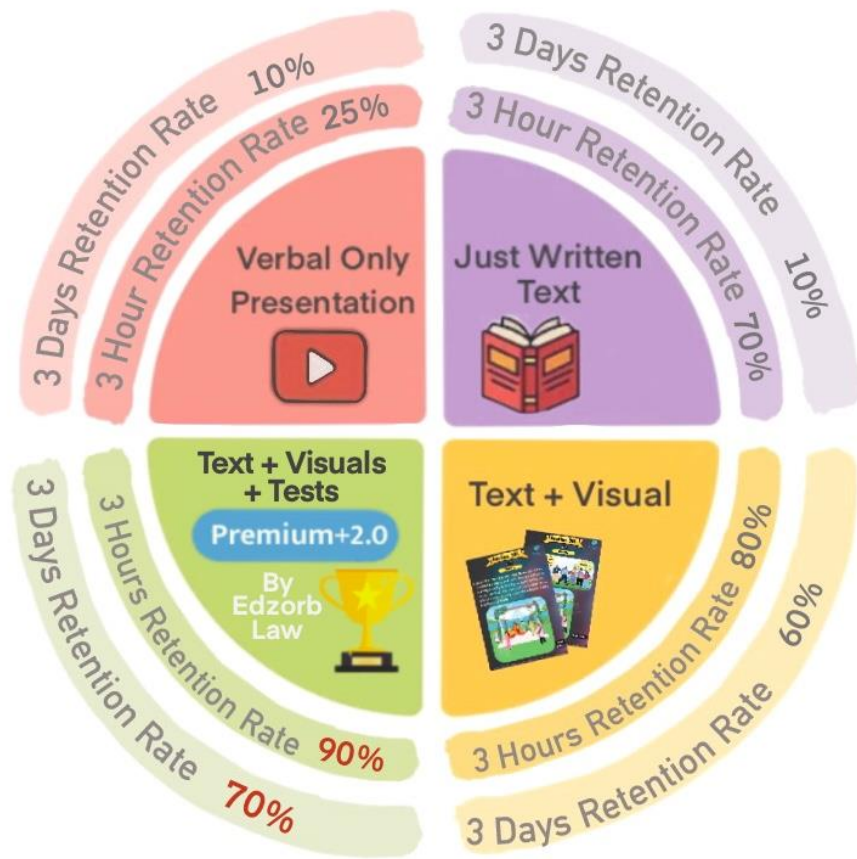 3 Days Retention Rate 10%
3 Hour Retention Rate 25%
Verbal Only
Presentation
3 Days Retention Rate 10%
3 Hour Retention Rate 70%
Just Written
Text
Text + Visuals
+ Tests
Premium+2.0
By
Edzorb
Law
3 Hours Retention Rate 90%
3 Days Retention Rate 70%
Text + Visual
3 Hours Retention Rate 80%
3 Days Retention Rate 60%